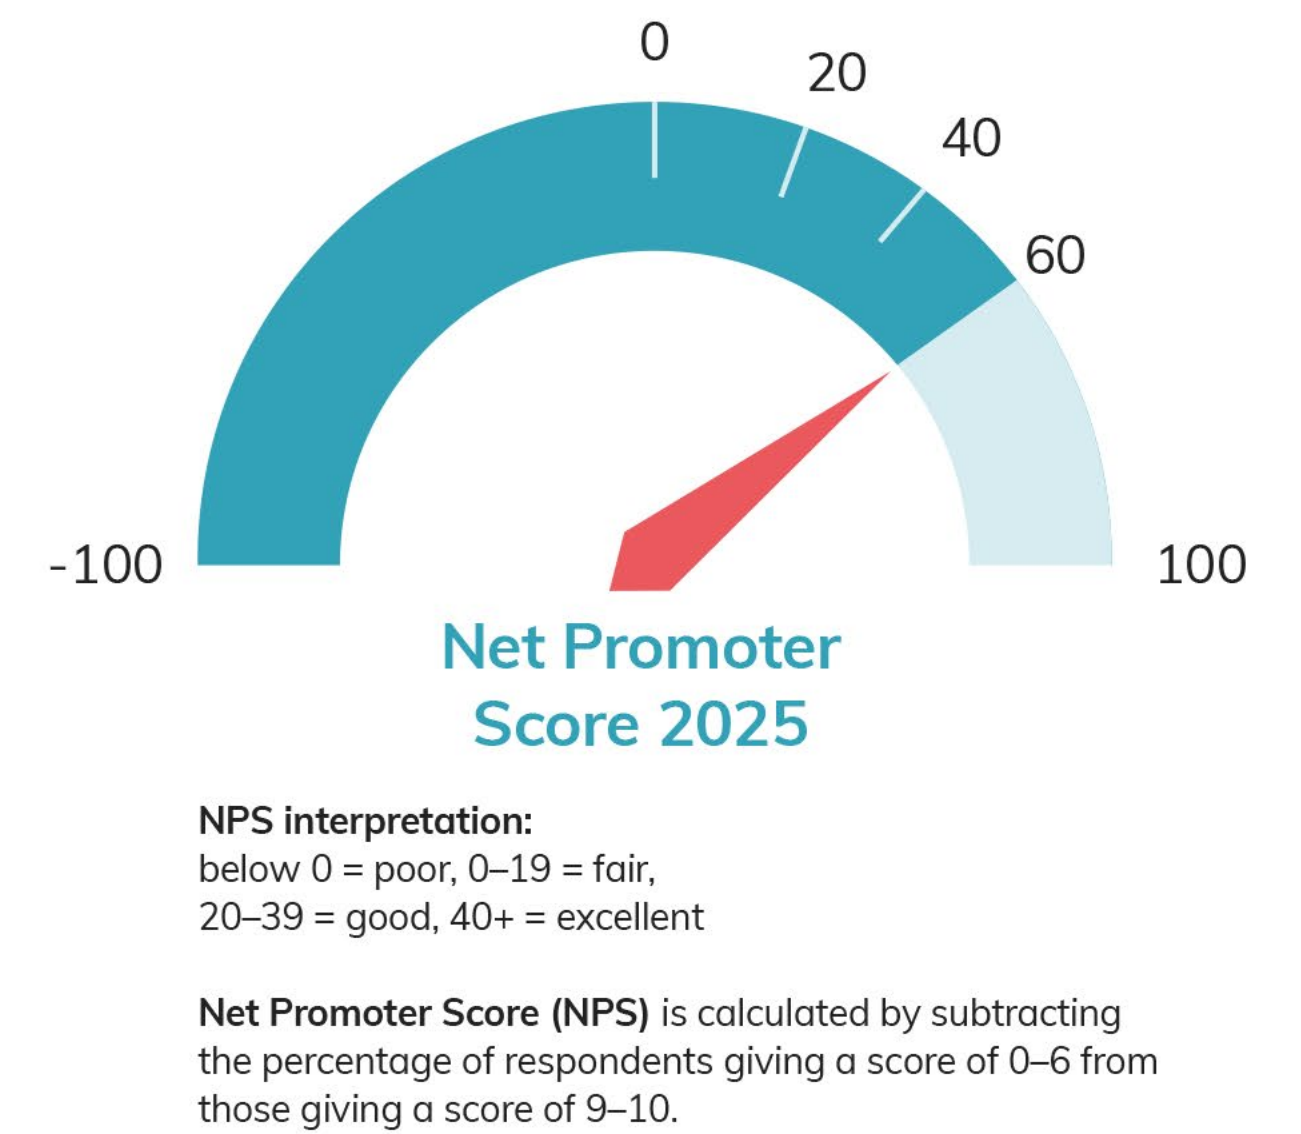 0
20
40
60
-100
100
Net Promoter
Score 2025
NPS interpretation:
below 0 = poor, 0–19 = fair,
20–39 = good, 40+ = excellent
Net Promoter Score (NPS) is calculated by subtracting
the percentage of respondents giving a score of 0–6 from
those giving a score of 9–10.